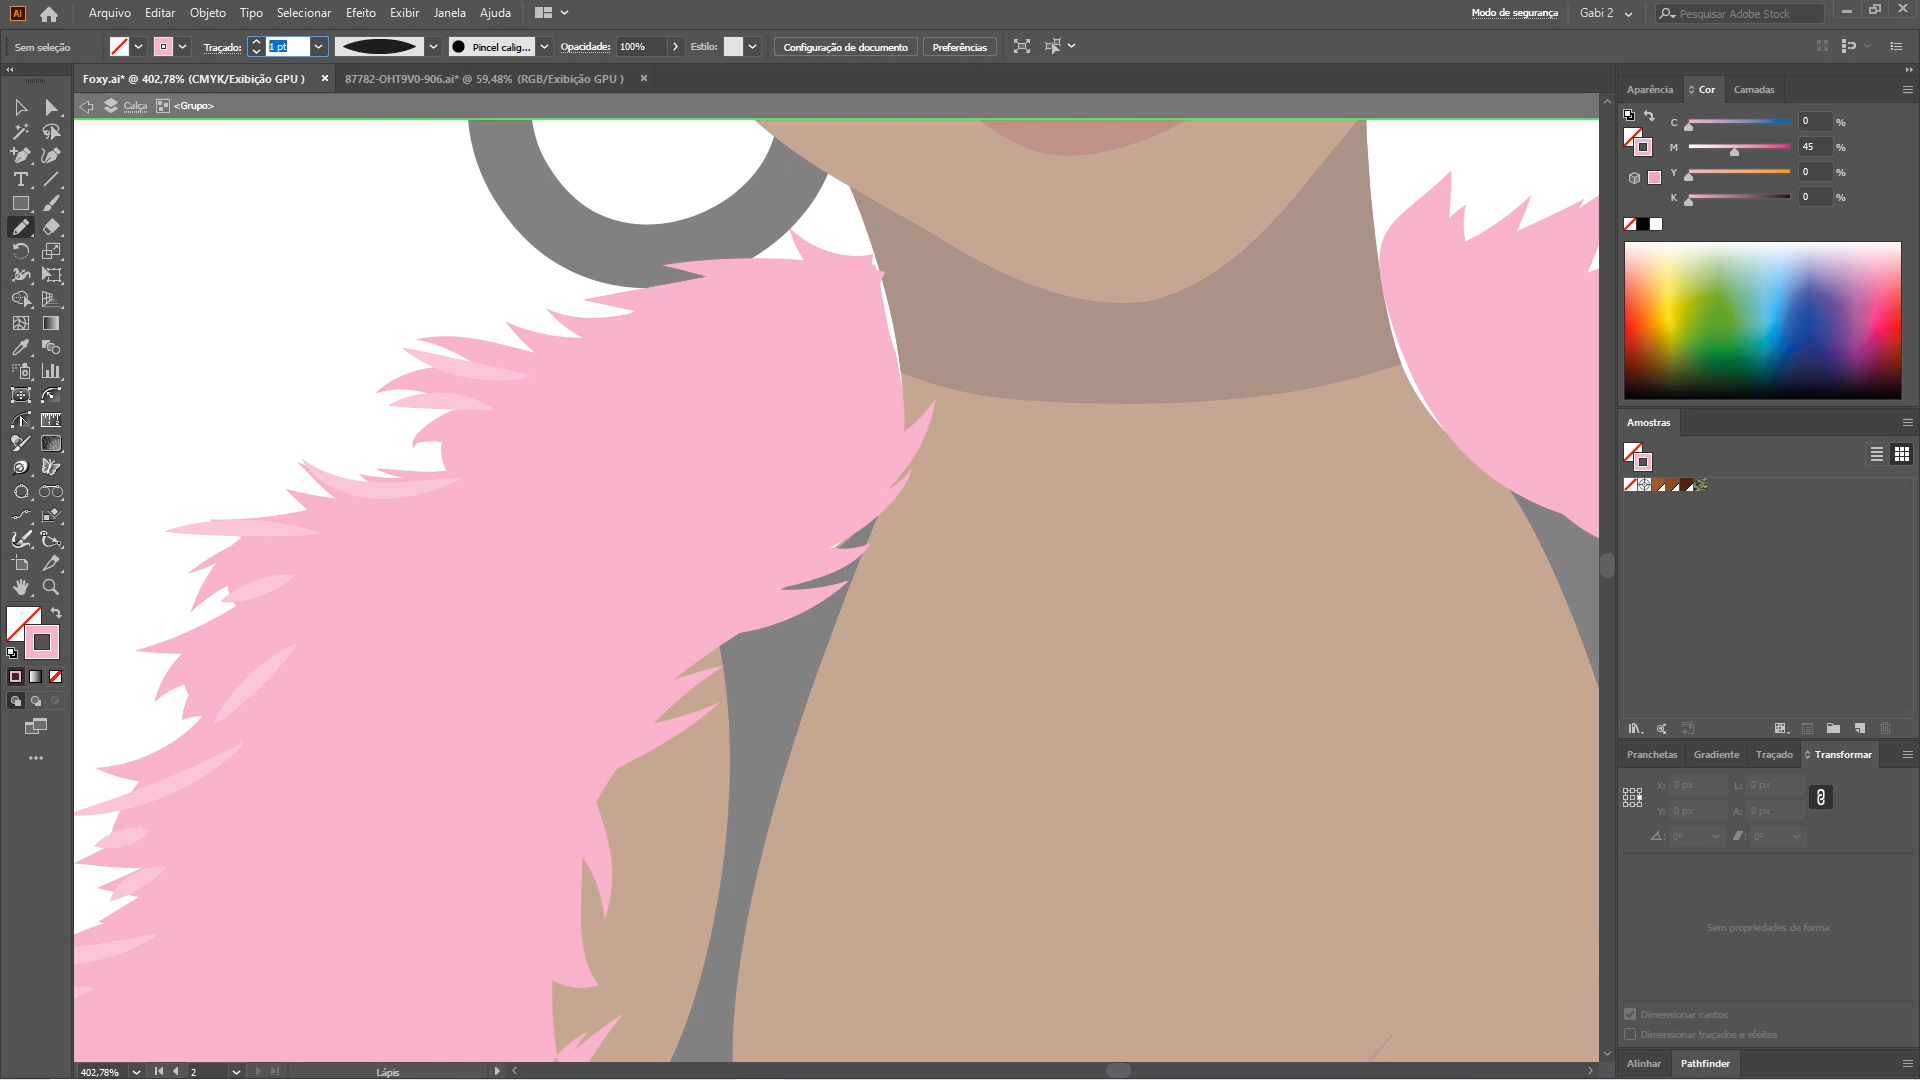 Ai Arquivo Editar Objeto Tipo Selecionar Efeito Exibir Janela Ajuda Modo de segurança Gabi 2 Pesquisar Adobe Stock
Sem seleção Traçado: 1 pt Pincel calig... Opacidade: 100% Estilo: Configuração de documento Preferências
Foxy.ai* @ 402,78% (CMYK/Exibição GPU ) 87782-OHT9V0-906.ai* @ 59,48% (RGB/Exibição GPU )
Calça <Grupo>
Aparência Cor Camadas
C 0 %
M 45 %
Y 0 %
K 0 %
Amostras
Pranchetas Gradiente Traçado Transformar
X: 0 px L: 0 px
Y: 0 px A: 0 px
0° 0°
Sem propriedades de forma
Dimensionar cantos
Dimensionar traçados e efeitos
Alinhar Pathfinder
402,78% 2 Lápis